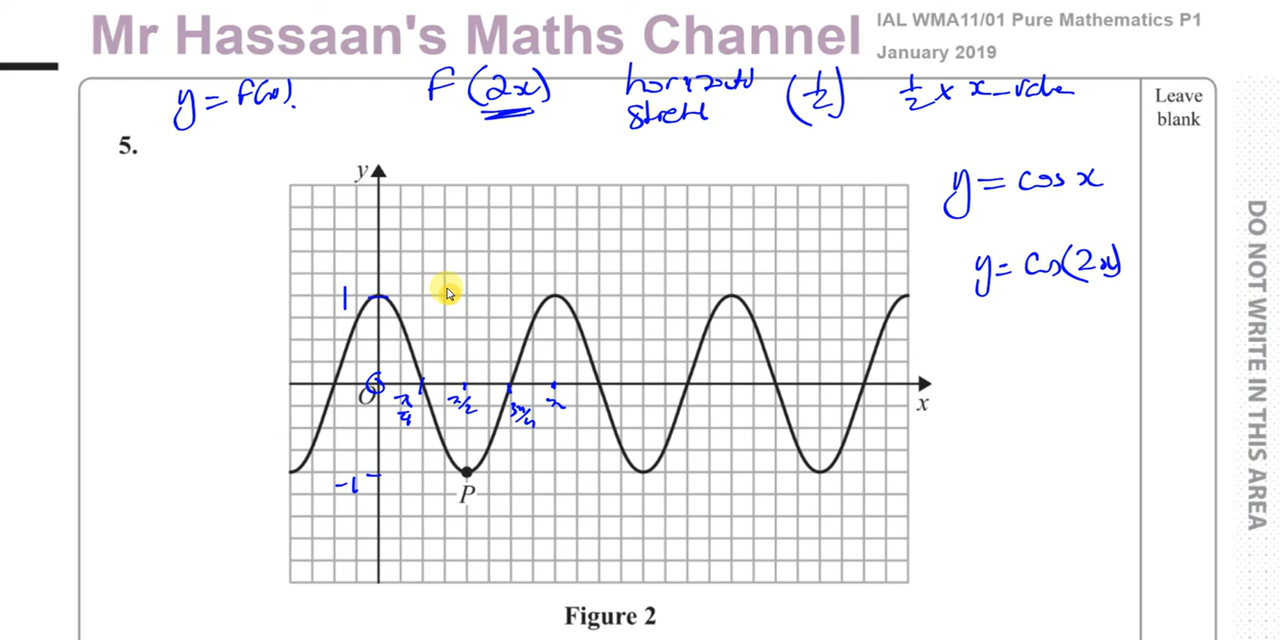 Mr Hassaan's Maths Channel
IAL WMA11/01 Pure Mathematics P1
January 2019
y = f(x).
f(2x)
horizontal
stretch
(1/2)
1/2 × x-value
Leave
blank
5.
y
y = cos x
y = cos(2x)
1
O
π/4
π/2
3π/4
π
x
-1
P
Figure 2
DO NOT WRITE IN THIS AREA